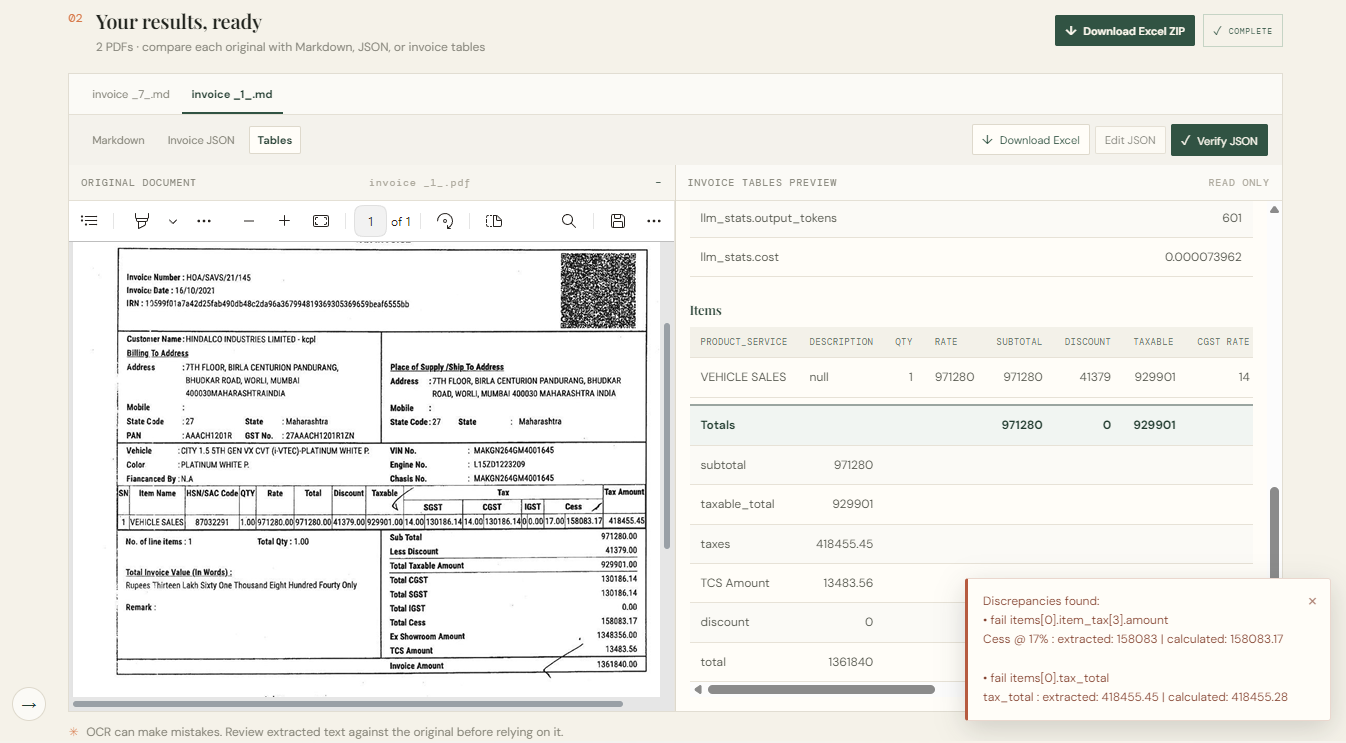 02 Your results, ready
2 PDFs · compare each original with Markdown, JSON, or invoice tables
Download Excel ZIP
✓ COMPLETE
invoice _7_.md invoice _1_.md
Markdown Invoice JSON Tables
Download Excel Edit JSON ✓ Verify JSON
ORIGINAL DOCUMENT invoice _1_.pdf –
1 of 1
Invoice Number : HOA/SAVS/21/145
Invoice Date : 16/10/2021
Customer Name : HINDALCO INDUSTRIES LIMITED - kcpl
Billing To Address
Address : 7TH FLOOR, BIRLA CENTURION PANDURANG,
BHUDKAR ROAD, WORLI, MUMBAI
400030MAHARASHTRAINDIA
Mobile :
State Code : 27 State : Maharashtra
PAN : AAACH1201R GST No. : 27AAACH1201R1ZN
Place of Supply /Ship To Address
Address : 7TH FLOOR, BIRLA CENTURION PANDURANG, BHUDKAR
ROAD, WORLI, MUMBAI 400030 MAHARASHTRA INDIA
Mobile :
State Code : 27 State : Maharashtra
Vehicle : CITY 1.5 5TH GEN VX CVT (i-VTEC)-PLATINUM WHITE P.
Color : PLATINUM WHITE P.
Fiancanced By : N.A
VIN No. : MAKGN264GM4001645
Engine No. : L15ZD1223209
Chasis No. : MAKGN264GM4001645
SN Item Name HSN/SAC Code QTY Rate Total Discount Taxable Tax Tax Amount
SGST CGST IGST Cess
1 VEHICLE SALES 87032291 1.00 971280.00 971280.00 41379.00 929901.00 14.00 130186.14 14.00 130186.14 0 0.00 17.00 158083.17 418455.45
No. of line items : 1 Total Qty : 1.00
Total Invoice Value (In Words) :
Rupees Thirteen Lakh Sixty One Thousand Eight Hundred Fourty Only
Remark :
Sub Total 971280.00
Less Discount 41379.00
Total Taxable Amount 929901.00
Total CGST 130186.14
Total SGST 130186.14
Total IGST 0.00
Total Cess 158083.17
Ex Showroom Amount 1348356.00
TCS Amount 13483.56
Invoice Amount 1361840.00
INVOICE TABLES PREVIEW READ ONLY
llm_stats.output_tokens 601
llm_stats.cost 0.000073962
Items
PRODUCT_SERVICE DESCRIPTION QTY RATE SUBTOTAL DISCOUNT TAXABLE CGST RATE
VEHICLE SALES null 1 971280 971280 41379 929901 14
Totals 971280 0 929901
subtotal 971280
taxable_total 929901
taxes 418455.45
TCS Amount 13483.56
discount 0
total 1361840
Discrepancies found: ×
• fail items[0].item_tax[3].amount
Cess @ 17% : extracted: 158083 | calculated: 158083.17
• fail items[0].tax_total
tax_total : extracted: 418455.45 | calculated: 418455.28
✳ OCR can make mistakes. Review extracted text against the original before relying on it.